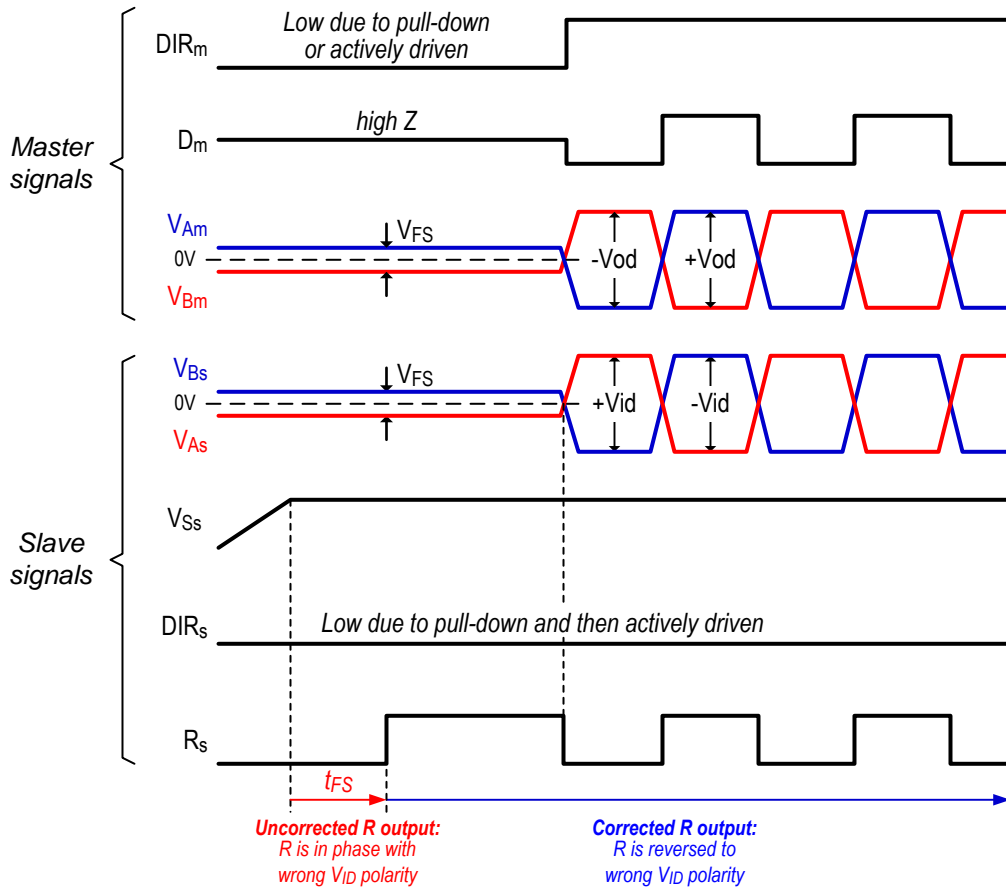 Low due to pull-down
or actively driven
DIRm
high Z
Dm
Master
signals
VAm
VFS
0V
-Vod
+Vod
VBm
VBs
VFS
0V
+Vid
-Vid
VAs
VSs
Slave
signals
DIRs
Low due to pull-down and then actively driven
Rs
tFS
Uncorrected R output:
R is in phase with
wrong VID polarity
Corrected R output:
R is reversed to
wrong VID polarity